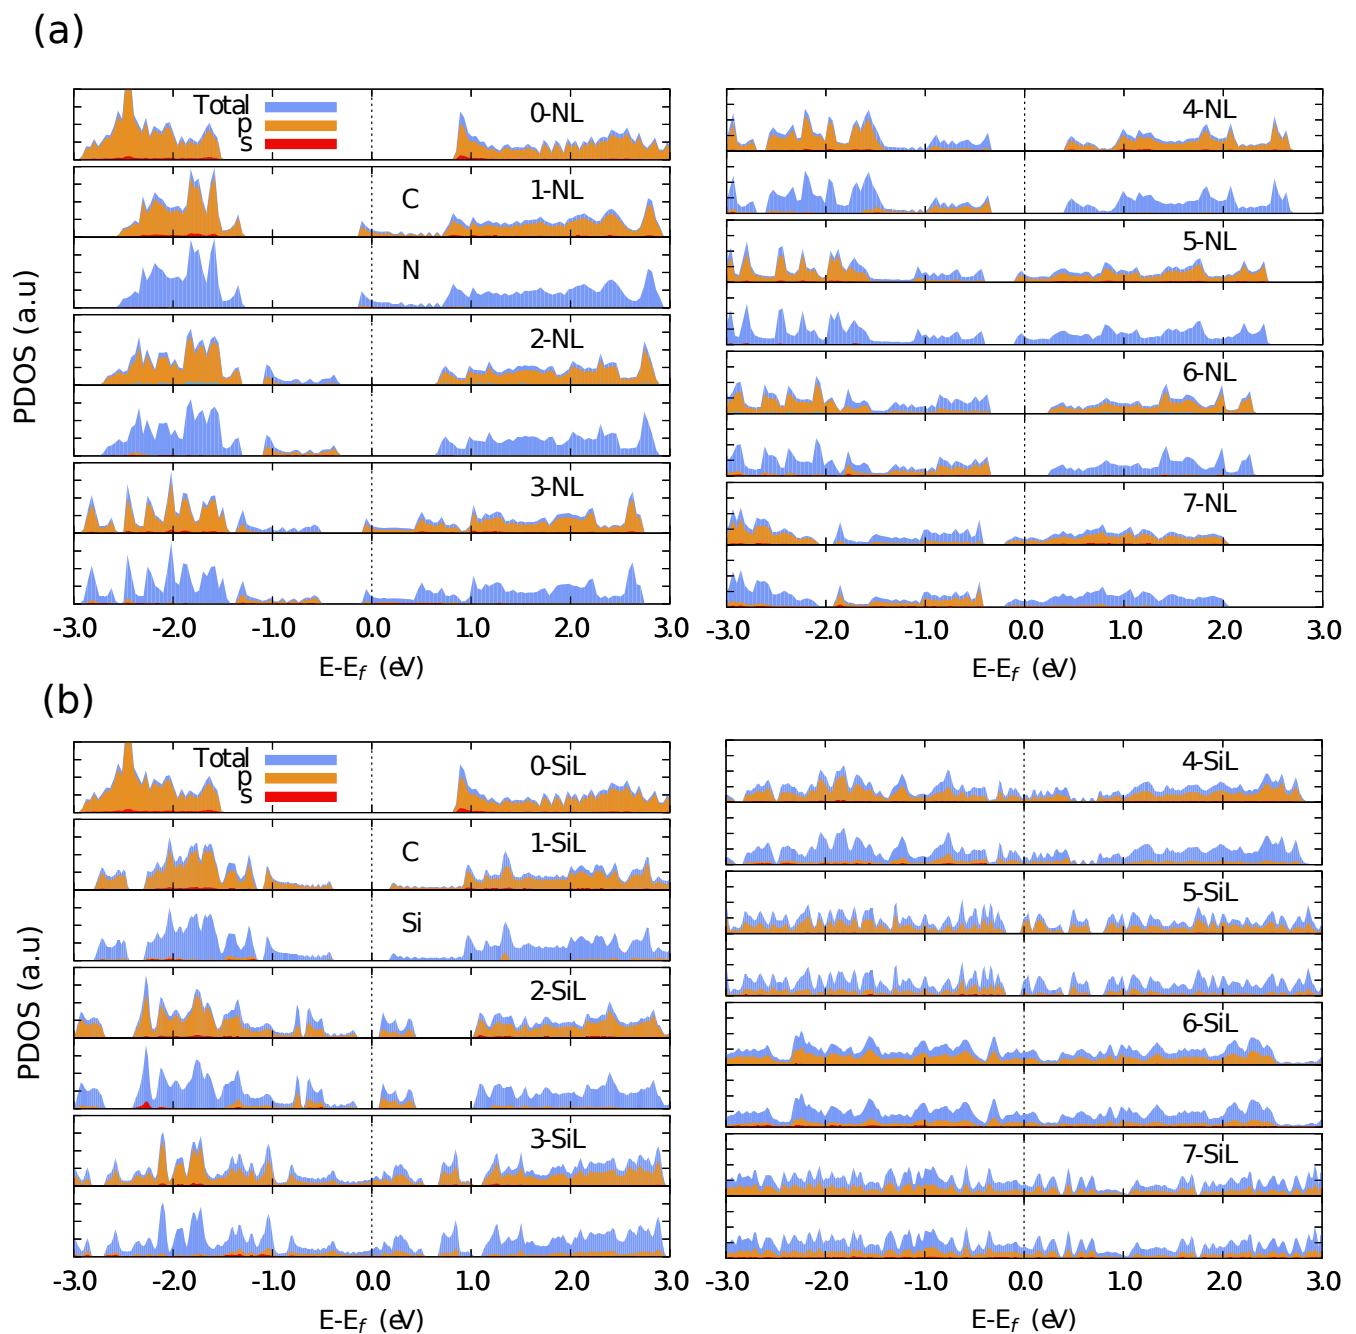 (a)
Total
p
s
0-NL
1-NL
C
N
2-NL
3-NL
4-NL
5-NL
6-NL
7-NL
PDOS (a.u)
-3.0 -2.0 -1.0 0.0 1.0 2.0 3.0
E-E_f (eV)
-3.0 -2.0 -1.0 0.0 1.0 2.0 3.0
E-E_f (eV)
(b)
Total
p
s
0-SiL
1-SiL
C
Si
2-SiL
3-SiL
4-SiL
5-SiL
6-SiL
7-SiL
PDOS (a.u)
-3.0 -2.0 -1.0 0.0 1.0 2.0 3.0
E-E_f (eV)
-3.0 -2.0 -1.0 0.0 1.0 2.0 3.0
E-E_f (eV)